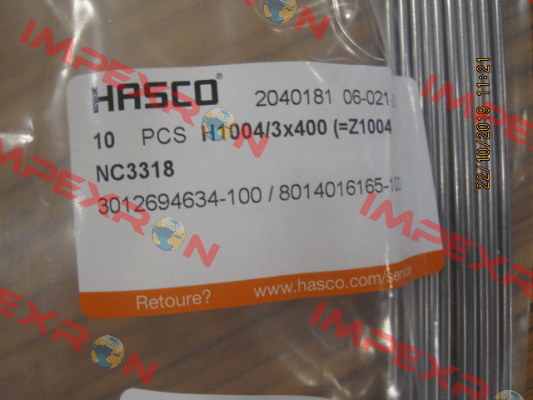 HASCO® 2040181 06-021-
10 PCS H1004/3x400 (=Z1004
NC3318
3012694634-100 / 8014016165-100
Retoure? www.hasco.com/service
22/10/2018 11:21
IMPEXRON
IMPEXRON
IMPEXRON
IMPEXRON